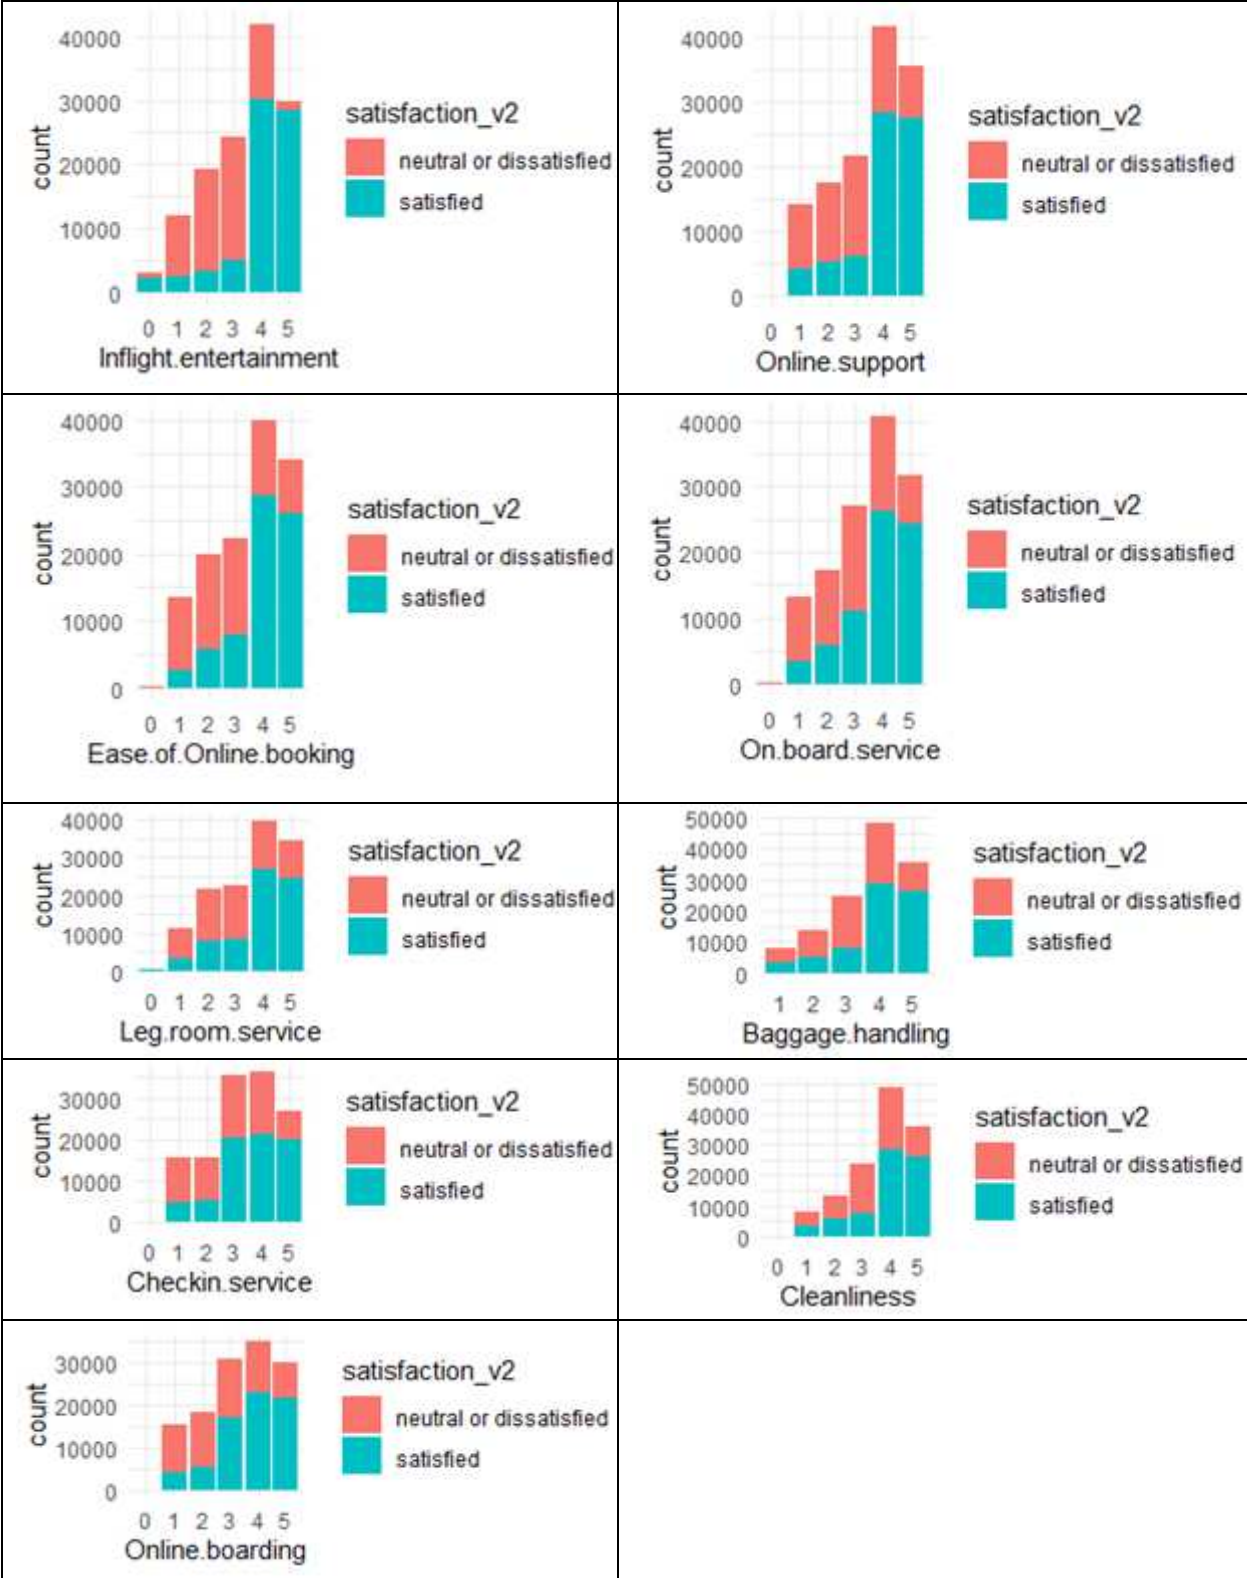 40000
30000
20000
10000
0
count
0 1 2 3 4 5
Inflight.entertainment
satisfaction_v2
neutral or dissatisfied
satisfied
40000
30000
20000
10000
0
count
0 1 2 3 4 5
Online.support
satisfaction_v2
neutral or dissatisfied
satisfied
40000
30000
20000
10000
0
count
0 1 2 3 4 5
Ease.of.Online.booking
satisfaction_v2
neutral or dissatisfied
satisfied
40000
30000
20000
10000
0
count
0 1 2 3 4 5
On.board.service
satisfaction_v2
neutral or dissatisfied
satisfied
40000
30000
20000
10000
0
count
0 1 2 3 4 5
Leg.room.service
satisfaction_v2
neutral or dissatisfied
satisfied
50000
40000
30000
20000
10000
0
count
1 2 3 4 5
Baggage.handling
satisfaction_v2
neutral or dissatisfied
satisfied
30000
20000
10000
0
count
0 1 2 3 4 5
Checkin.service
satisfaction_v2
neutral or dissatisfied
satisfied
50000
40000
30000
20000
10000
0
count
0 1 2 3 4 5
Cleanliness
satisfaction_v2
neutral or dissatisfied
satisfied
30000
20000
10000
0
count
0 1 2 3 4 5
Online.boarding
satisfaction_v2
neutral or dissatisfied
satisfied